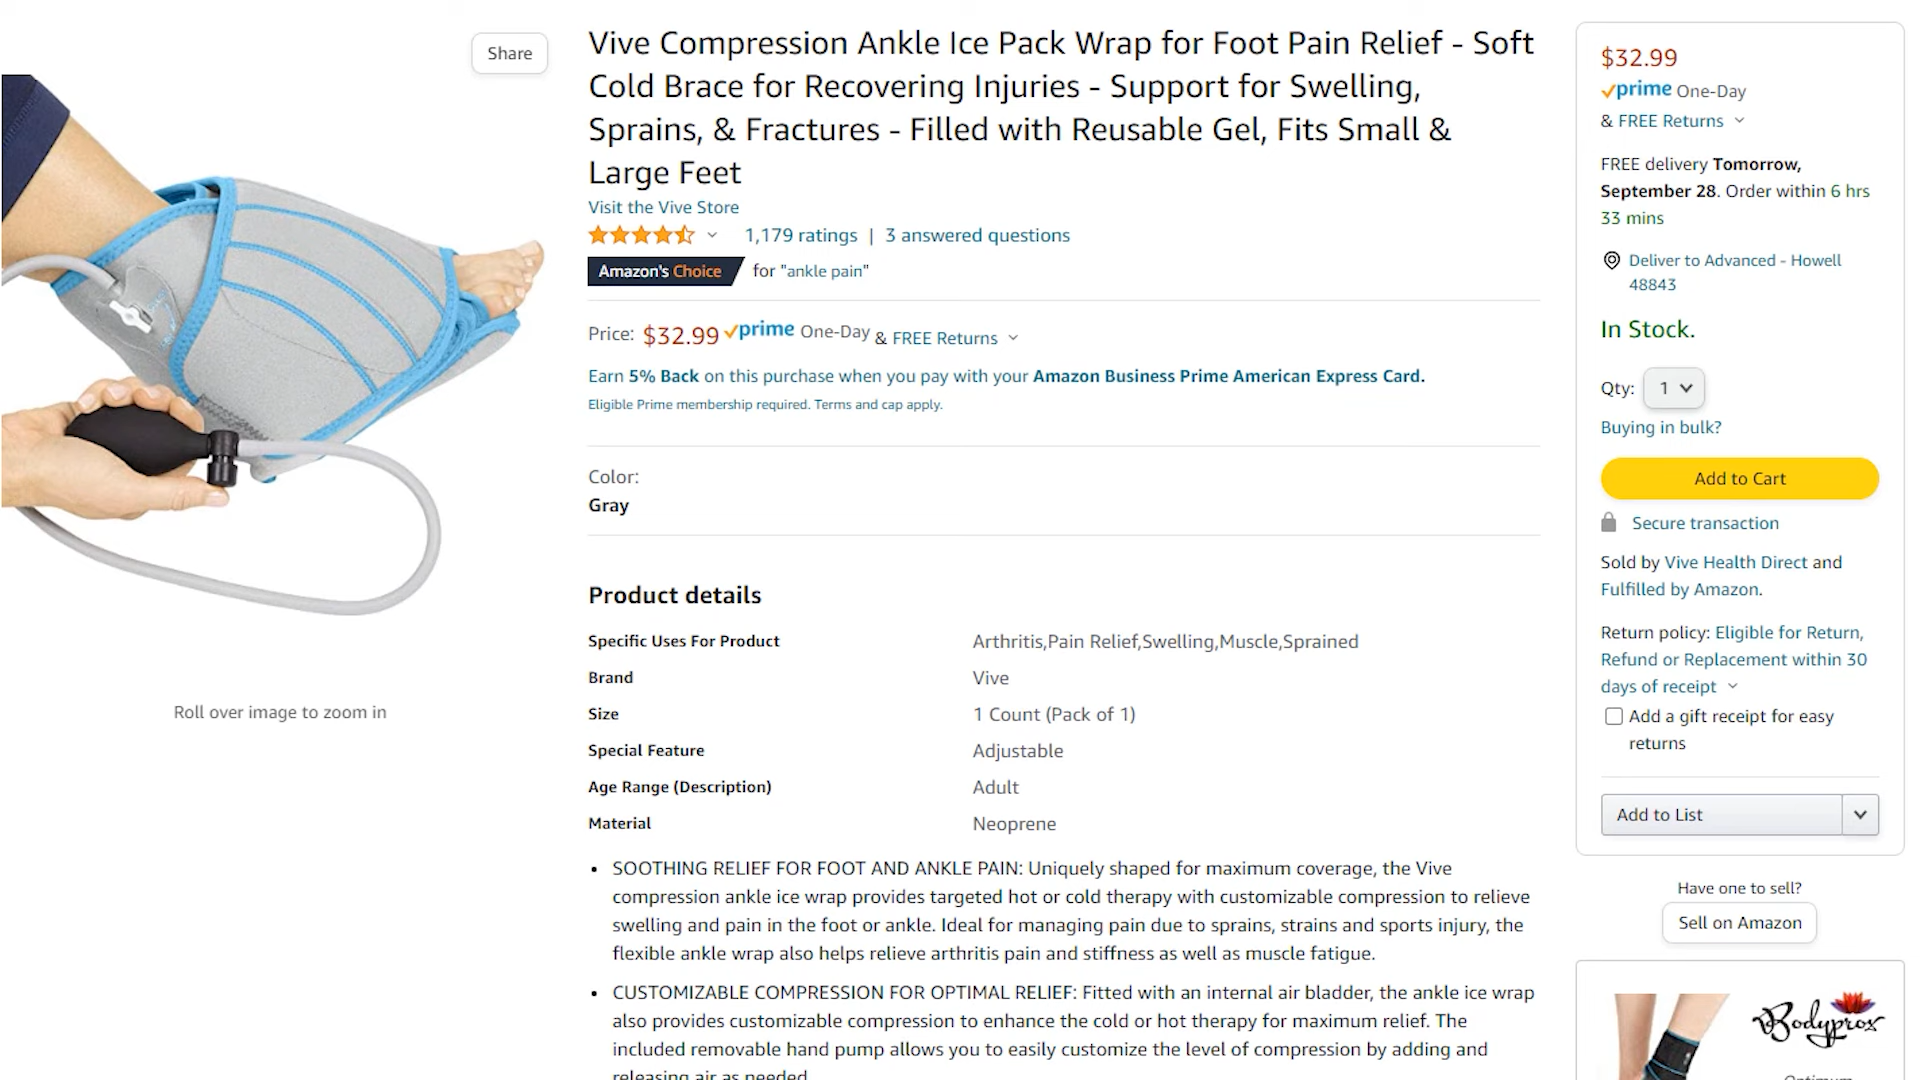 Share
Vive Compression Ankle Ice Pack Wrap for Foot Pain Relief - Soft
Cold Brace for Recovering Injuries - Support for Swelling,
Sprains, & Fractures - Filled with Reusable Gel, Fits Small &
Large Feet
Visit the Vive Store
1,179 ratings | 3 answered questions
Amazon's Choice for "ankle pain"
Price: $32.99 prime One-Day & FREE Returns
Earn 5% Back on this purchase when you pay with your Amazon Business Prime American Express Card.
Eligible Prime membership required. Terms and cap apply.
Color:
Gray
Product details
Specific Uses For Product Arthritis,Pain Relief,Swelling,Muscle,Sprained
Brand Vive
Size 1 Count (Pack of 1)
Special Feature Adjustable
Age Range (Description) Adult
Material Neoprene
• SOOTHING RELIEF FOR FOOT AND ANKLE PAIN: Uniquely shaped for maximum coverage, the Vive
compression ankle ice wrap provides targeted hot or cold therapy with customizable compression to relieve
swelling and pain in the foot or ankle. Ideal for managing pain due to sprains, strains and sports injury, the
flexible ankle wrap also helps relieve arthritis pain and stiffness as well as muscle fatigue.
• CUSTOMIZABLE COMPRESSION FOR OPTIMAL RELIEF: Fitted with an internal air bladder, the ankle ice wrap
also provides customizable compression to enhance the cold or hot therapy for maximum relief. The
included removable hand pump allows you to easily customize the level of compression by adding and
releasing air as needed
Roll over image to zoom in
$32.99
prime One-Day
& FREE Returns
FREE delivery Tomorrow,
September 28. Order within 6 hrs
33 mins
Deliver to Advanced - Howell
48843
In Stock.
Qty: 1
Buying in bulk?
Add to Cart
Secure transaction
Sold by Vive Health Direct and
Fulfilled by Amazon.
Return policy: Eligible for Return,
Refund or Replacement within 30
days of receipt
Add a gift receipt for easy
returns
Add to List
Have one to sell?
Sell on Amazon
Bodyprox